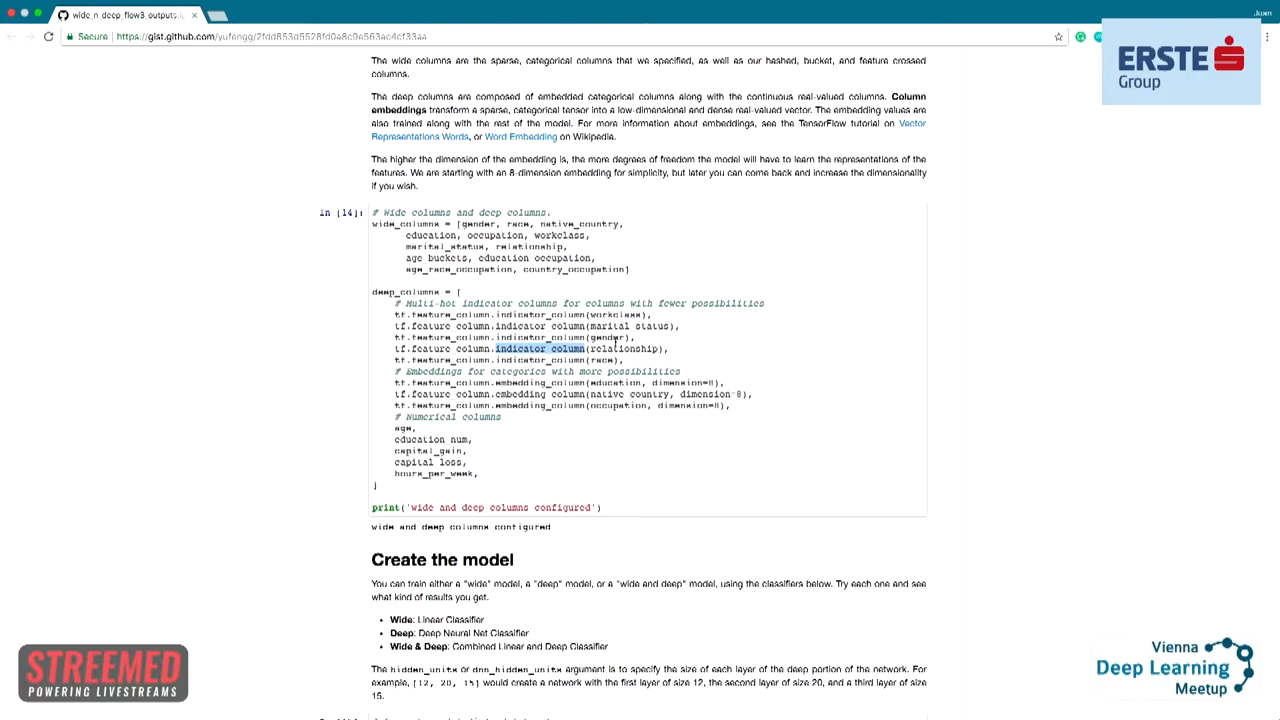 wide_n_deep_flow3_outputs.i
Juan
Secure
https://gist.github.com/yufengg/2fdd853d5528fd0a8c9e563ac4cf33aa
ERSTE
Group
The wide columns are the sparse, categorical columns that we specified, as well as our hashed, bucket, and feature crossed
columns.
The deep columns are composed of embedded categorical columns along with the continuous real-valued columns. Column
embeddings transform a sparse, categorical tensor into a low-dimensional and dense real-valued vector. The embedding values are
also trained along with the rest of the model. For more information about embeddings, see the TensorFlow tutorial on Vector
Representations Words, or Word Embedding on Wikipedia.
The higher the dimension of the embedding is, the more degrees of freedom the model will have to learn the representations of the
features. We are starting with an 8-dimension embedding for simplicity, but later you can come back and increase the dimensionality
if you wish.
In [14]:
# Wide columns and deep columns.
wide_columns = [gender, race, native_country,
education, occupation, workclass,
marital_status, relationship,
age_buckets, education_occupation,
age_race_occupation, country_occupation]
deep_columns = [
# Multi-hot indicator columns for columns with fewer possibilities
tf.feature_column.indicator_column(workclass),
tf.feature_column.indicator_column(marital_status),
tf.feature_column.indicator_column(gender),
tf.feature_column.indicator_column(relationship),
tf.feature_column.indicator_column(race),
# Embeddings for categories with more possibilities
tf.feature_column.embedding_column(education, dimension=8),
tf.feature_column.embedding_column(native_country, dimension=8),
tf.feature_column.embedding_column(occupation, dimension=8),
# Numerical columns
age,
education_num,
capital_gain,
capital_loss,
hours_per_week,
]
print('wide and deep columns configured')
wide and deep columns configured
Create the model
You can train either a "wide" model, a "deep" model, or a "wide and deep" model, using the classifiers below. Try each one and see
what kind of results you get.
• Wide: Linear Classifier
• Deep: Deep Neural Net Classifier
• Wide & Deep: Combined Linear and Deep Classifier
The hidden_units or dnn_hidden_units argument is to specify the size of each layer of the deep portion of the network. For
example, [12, 20, 15] would create a network with the first layer of size 12, the second layer of size 20, and a third layer of size
15.
STREEMED
POWERING LIVESTREAMS
Vienna
Deep Learning
Meetup